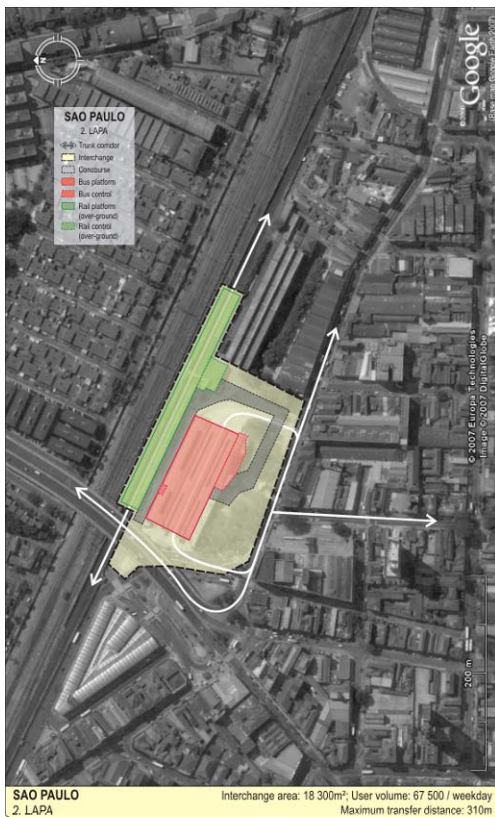 SAO PAULO
2. LAPA
Trunk corridor
Interchange
Concourse
Bus platform
Bus control
Rail platform
(over-ground)
Rail control
(over-ground)
N
Google
© 2007 Europa Technologies
Image © 2007 DigitalGlobe
200 m
SAO PAULO
2. LAPA
Interchange area: 18 300m²; User volume: 67 500 / weekday
Maximum transfer distance: 310m